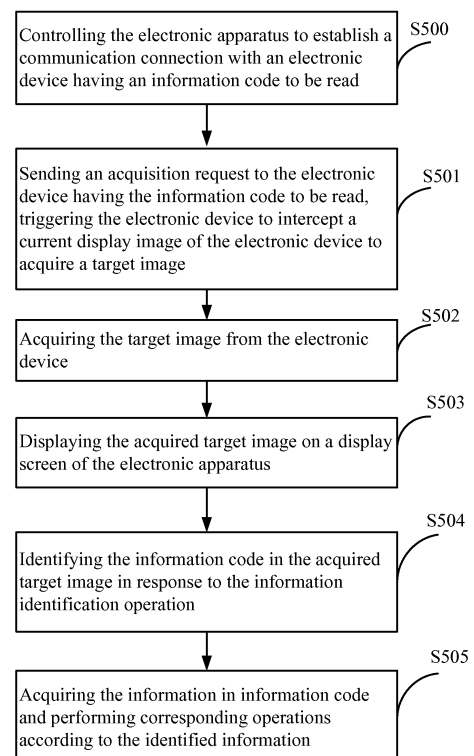 Controlling the electronic apparatus to establish a
communication connection with an electronic
device having an information code to be read
S500
Sending an acquisition request to the electronic
device having the information code to be read,
triggering the electronic device to intercept a
current display image of the electronic device to
acquire a target image
S501
Acquiring the target image from the electronic
device
S502
Displaying the acquired target image on a display
screen of the electronic apparatus
S503
Identifying the information code in the acquired
target image in response to the information
identification operation
S504
Acquiring the information in information code
and performing corresponding operations
according to the identified information
S505